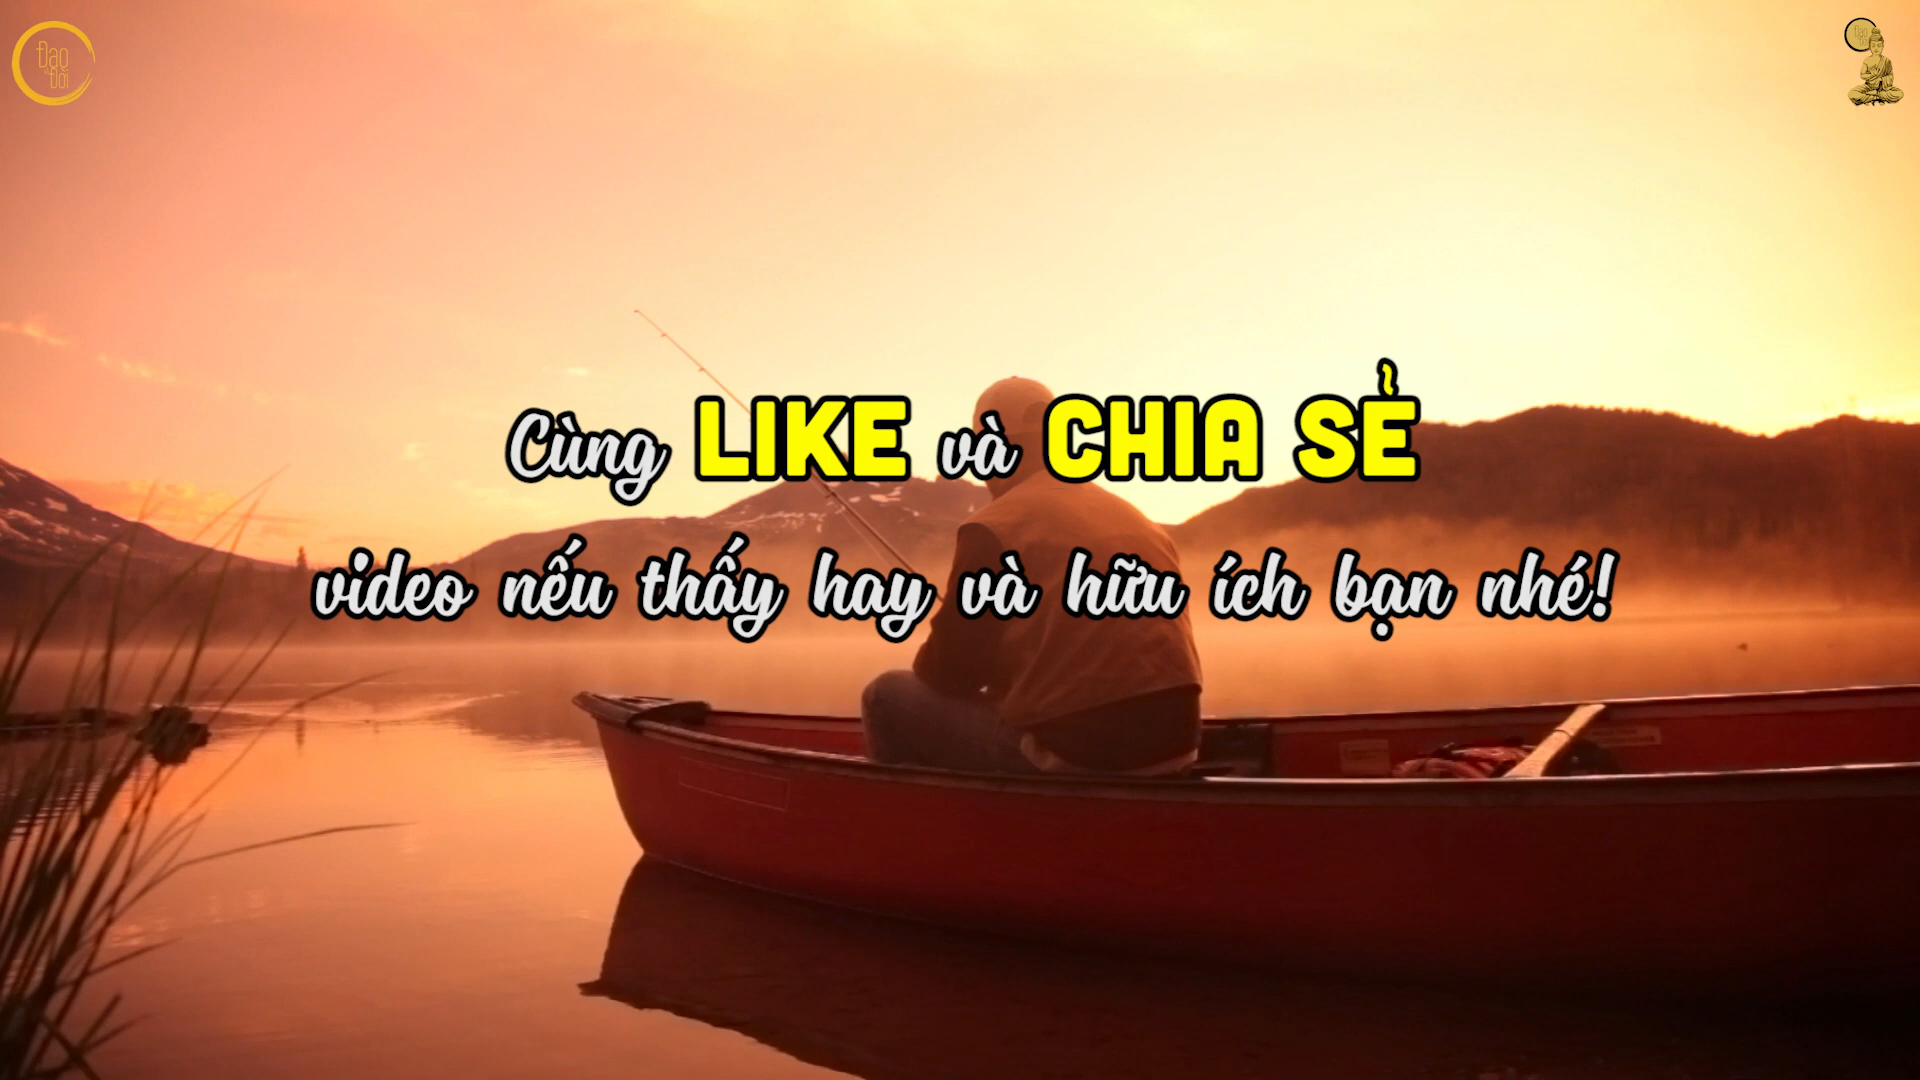 Đạo
Đời
Cùng LIKE và CHIA SẺ
video nếu thấy hay và hữu ích bạn nhé!